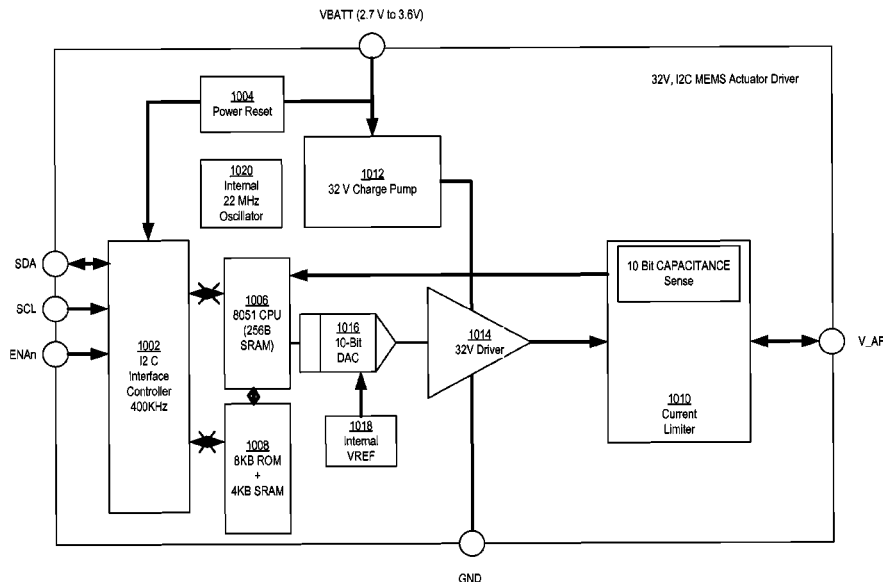 VBATT (2.7 V to 3.6V)
32V, I2C MEMS Actuator Driver
1004
Power Reset
1020
Internal
22 MHz
Oscillator
1012
32 V Charge Pump
SDA
SCL
ENAn
1002
I2 C
Interface
Controller
400KHz
1006
8051 CPU
(256B
SRAM)
1016
10-Bit
DAC
1014
32V Driver
10 Bit CAPACITANCE
Sense
1010
Current
Limiter
V_AF
1008
8KB ROM
+
4KB SRAM
1018
Internal
VREF
GND